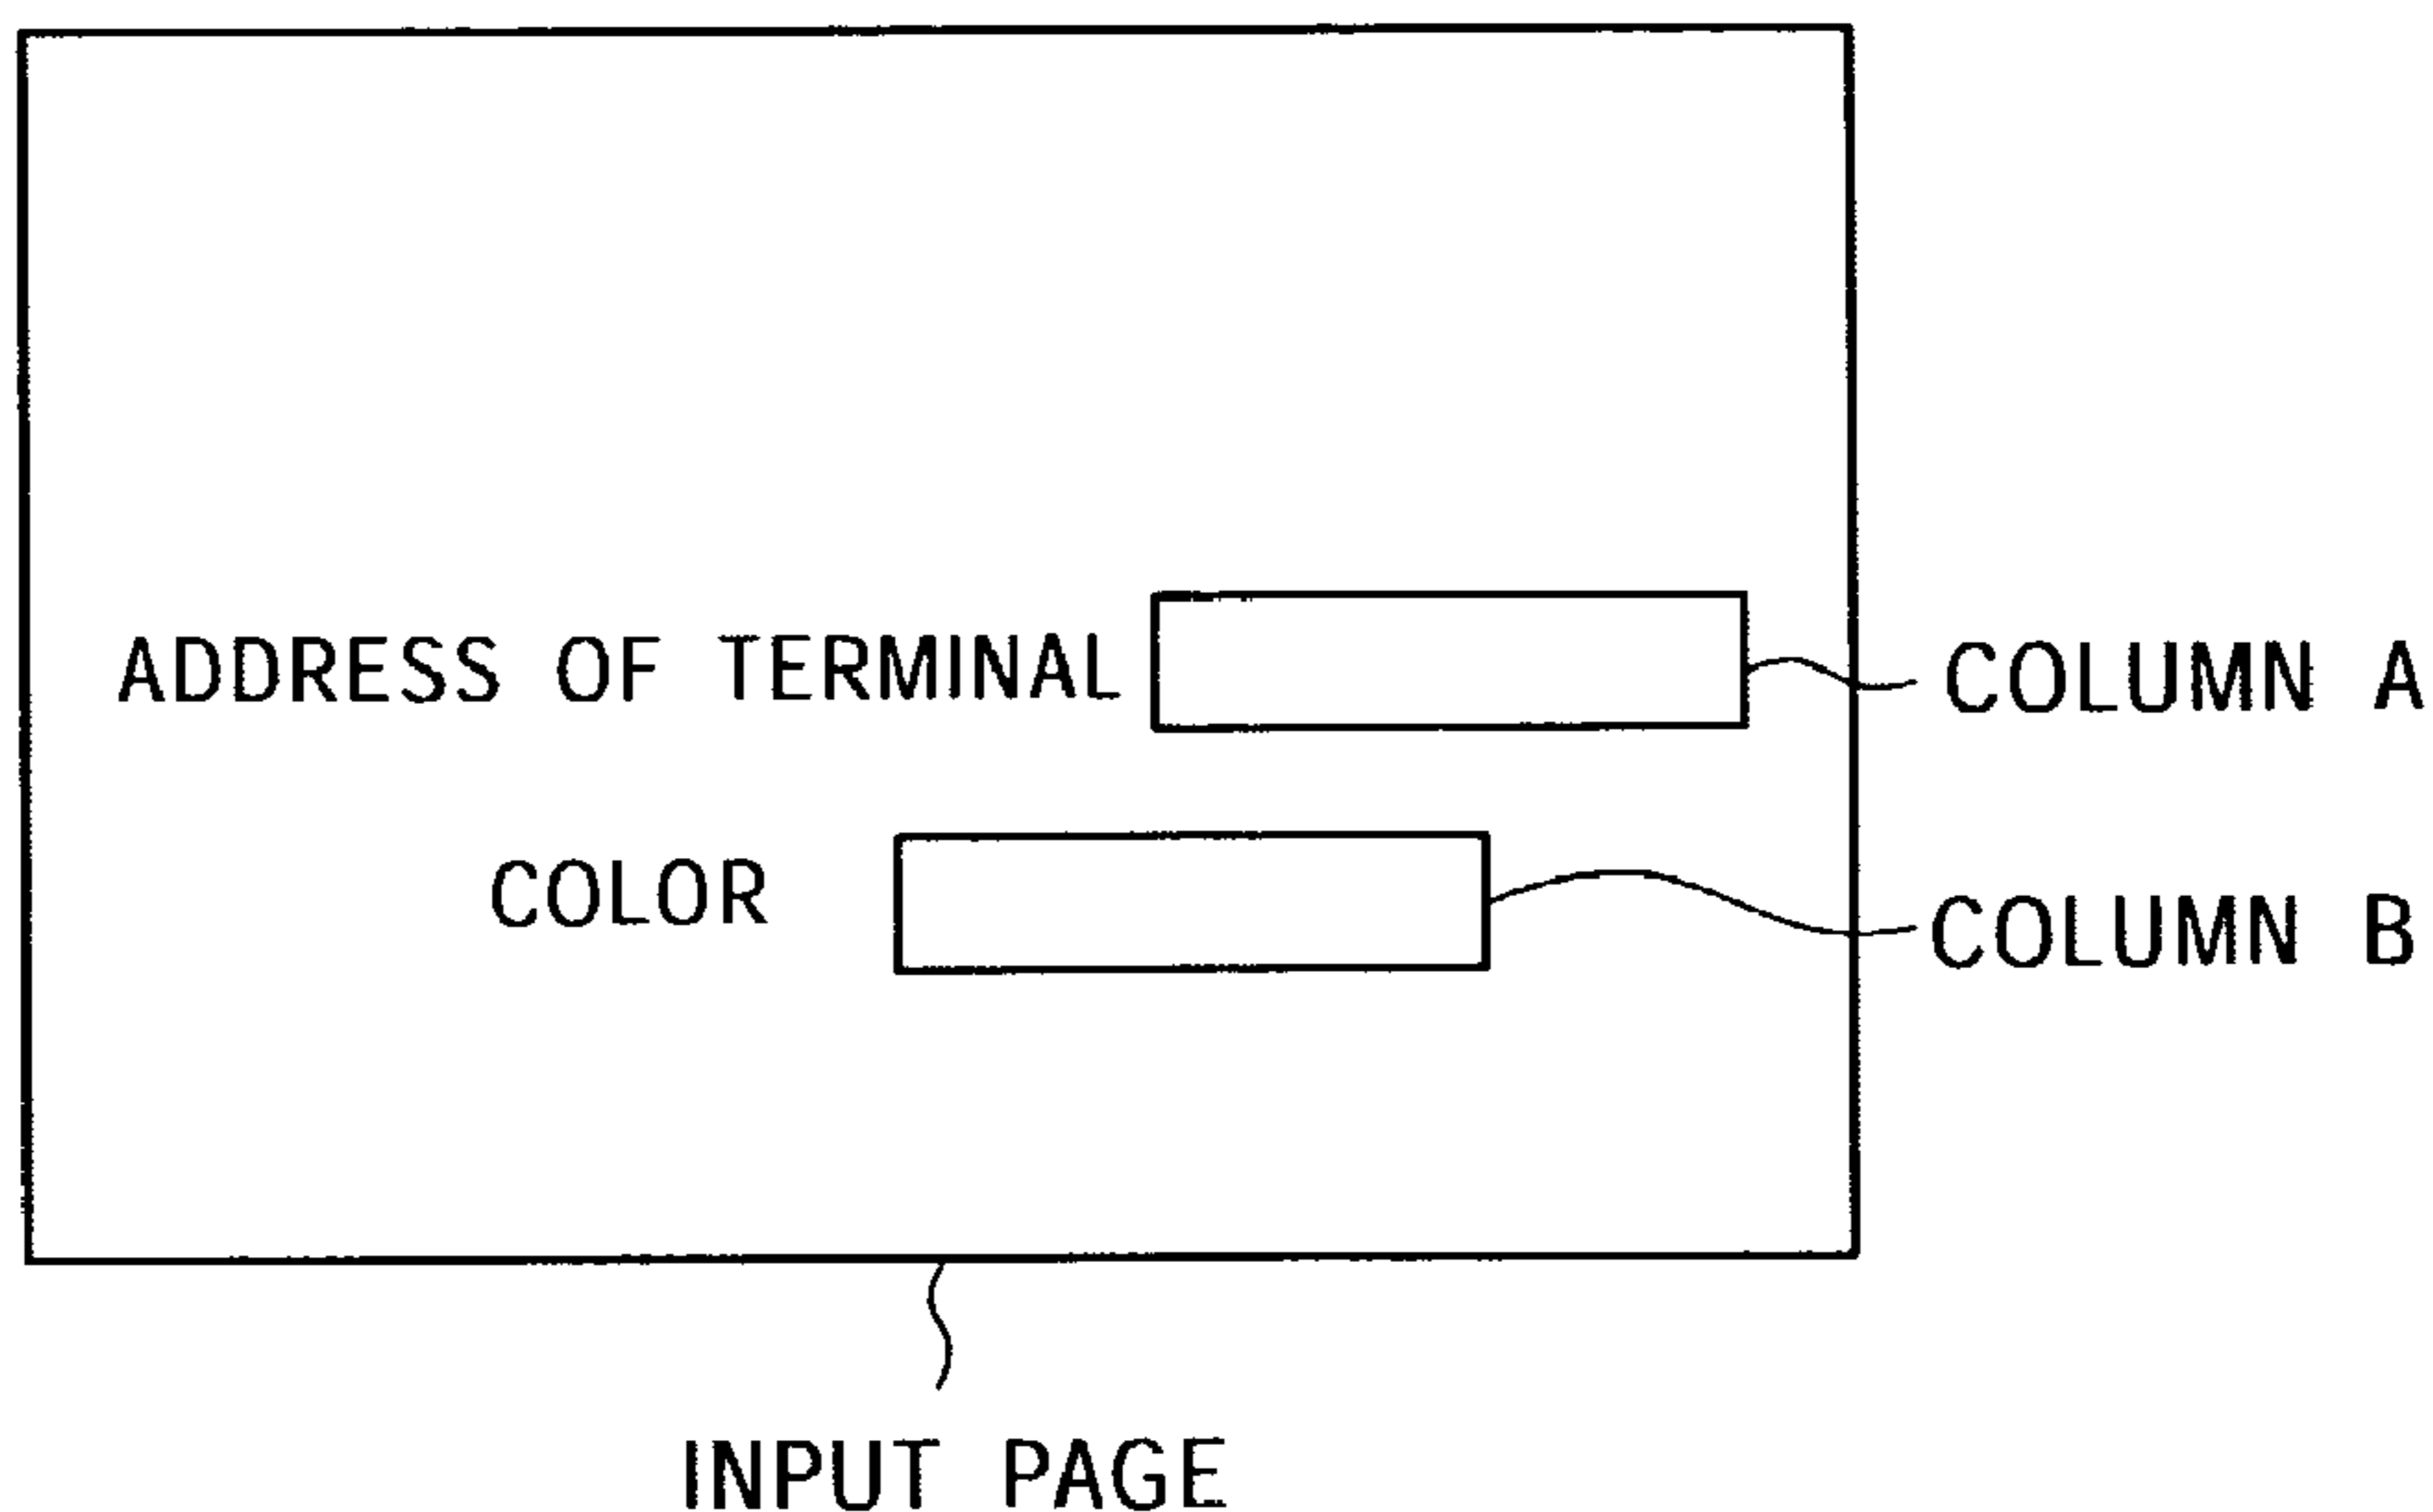 ADDRESS OF TERMINAL
COLUMN A
COLOR
COLUMN B
INPUT PAGE